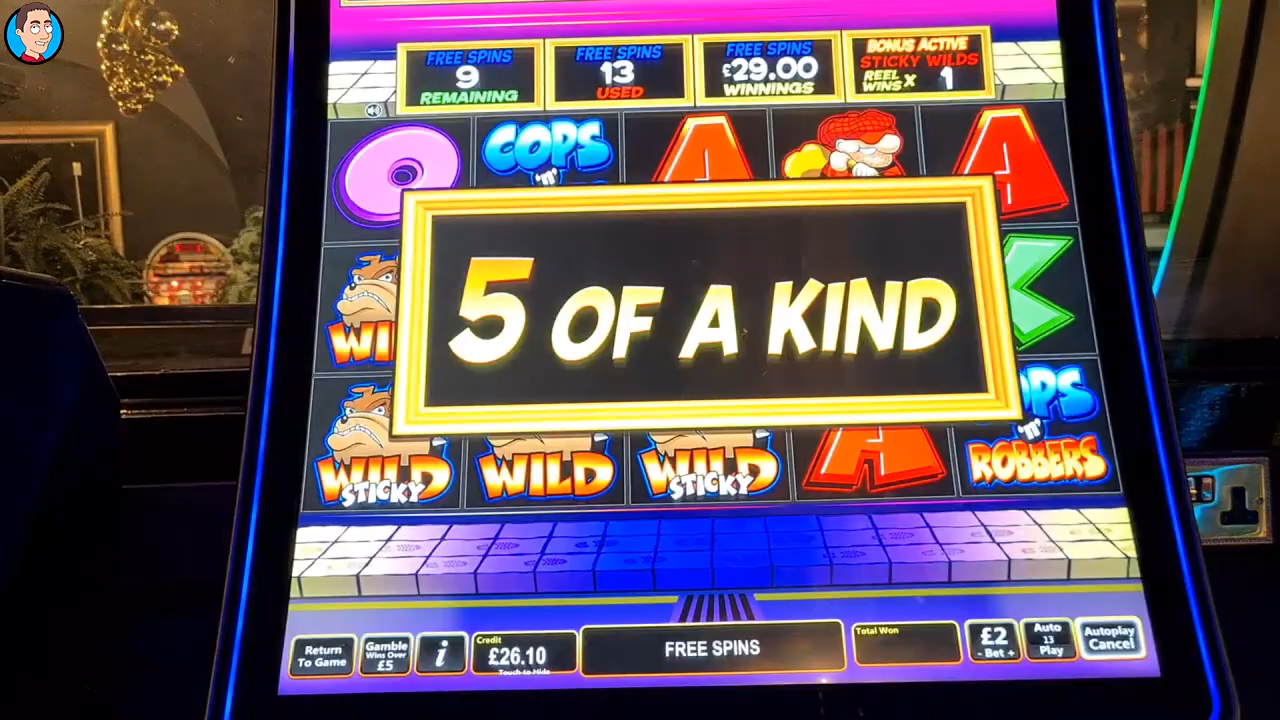 FREE SPINS
9
REMAINING
FREE SPINS
13
USED
FREE SPINS
£29.00
WINNINGS
BONUS ACTIVE
STICKY WILDS
REEL WINS X 1
COPS
'n'
A
A
5 OF A KIND
WI
K
WILD
STICKY
WILD
WILD
STICKY
A
OPS
'n'
ROBBERS
Return
To Game
Gamble
Wins Over
£5
i
Credit
£26.10
Touch to Hide
FREE SPINS
Total Won
£2
- Bet +
Auto
13
Play
Autoplay
Cancel